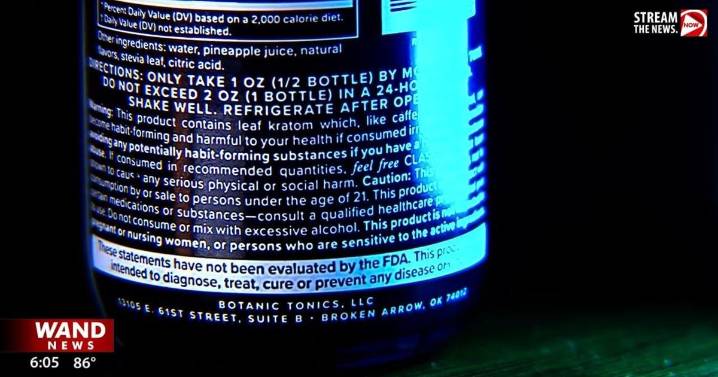 *Percent Daily Value (DV) based on a 2,000 calorie diet.
† Daily Value (DV) not established.
Other ingredients: water, pineapple juice, natural
flavors, stevia leaf, citric acid.
DIRECTIONS: ONLY TAKE 1 OZ (1/2 BOTTLE) BY
DO NOT EXCEED 2 OZ (1 BOTTLE) IN A 24-HO
SHAKE WELL. REFRIGERATE AFTER OPE
Warning: This product contains leaf kratom which, like caffe
become habit-forming and harmful to your health if consumed
avoiding any potentially habit-forming substances if you have a
abuse. If consumed in recommended quantities, feel free CLA
to cause any serious physical or social harm. Caution: Thi
consumption by or sale to persons under the age of 21. This product
certain medications or substances—consult a qualified healthcare
use. Do not consume or mix with excessive alcohol. This product is not
pregnant or nursing women, or persons who are sensitive to the active
These statements have not been evaluated by the FDA. This prod
intended to diagnose, treat, cure or prevent any disease or
BOTANIC TONICS, LLC
13105 E. 61ST STREET, SUITE B • BROKEN ARROW, OK 74012
STREAM
THE NEWS.
NOW
WAND
NEWS
6:05 86°